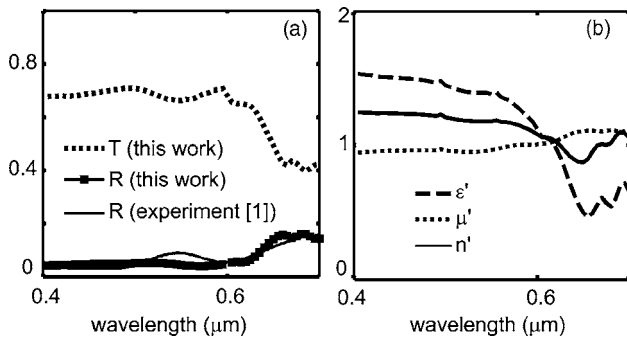 (a)
0.8
0.4
0
T (this work)
R (this work)
R (experiment [1])
0.4
0.6
wavelength (μm)
(b)
2
1
0
ε'
μ'
n'
0.4
0.6
wavelength (μm)